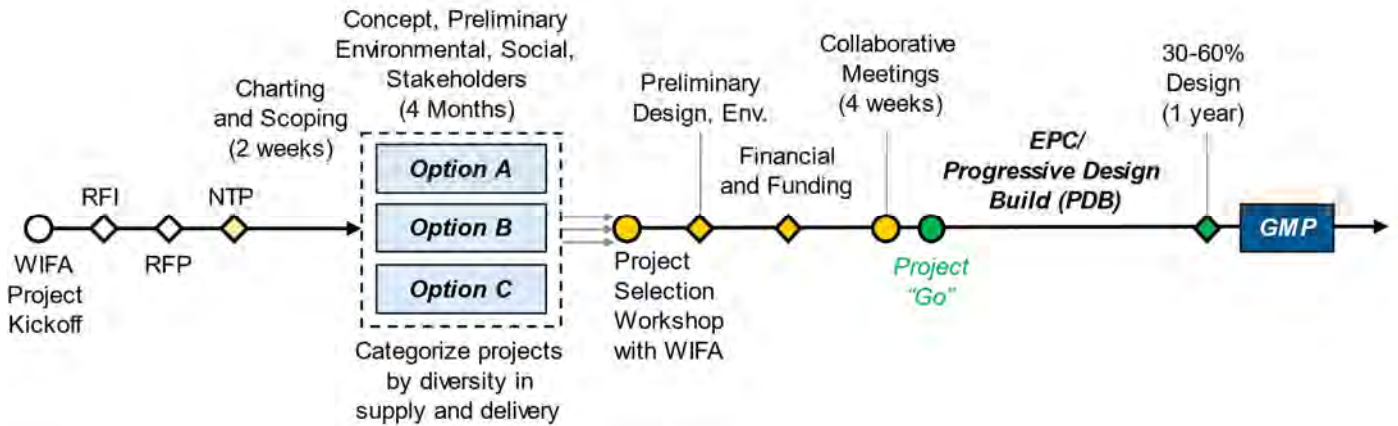 Concept, Preliminary
Environmental, Social,
Stakeholders
(4 Months)
Charting
and Scoping
(2 weeks)
Option A
Option B
Option C
Categorize projects
by diversity in
supply and delivery
RFI
NTP
RFP
WIFA
Project
Kickoff
Project
Selection
Workshop
with WIFA
Preliminary
Design, Env.
Financial
and Funding
Collaborative
Meetings
(4 weeks)
Project
“Go”
EPC/
Progressive Design
Build (PDB)
30-60%
Design
(1 year)
GMP